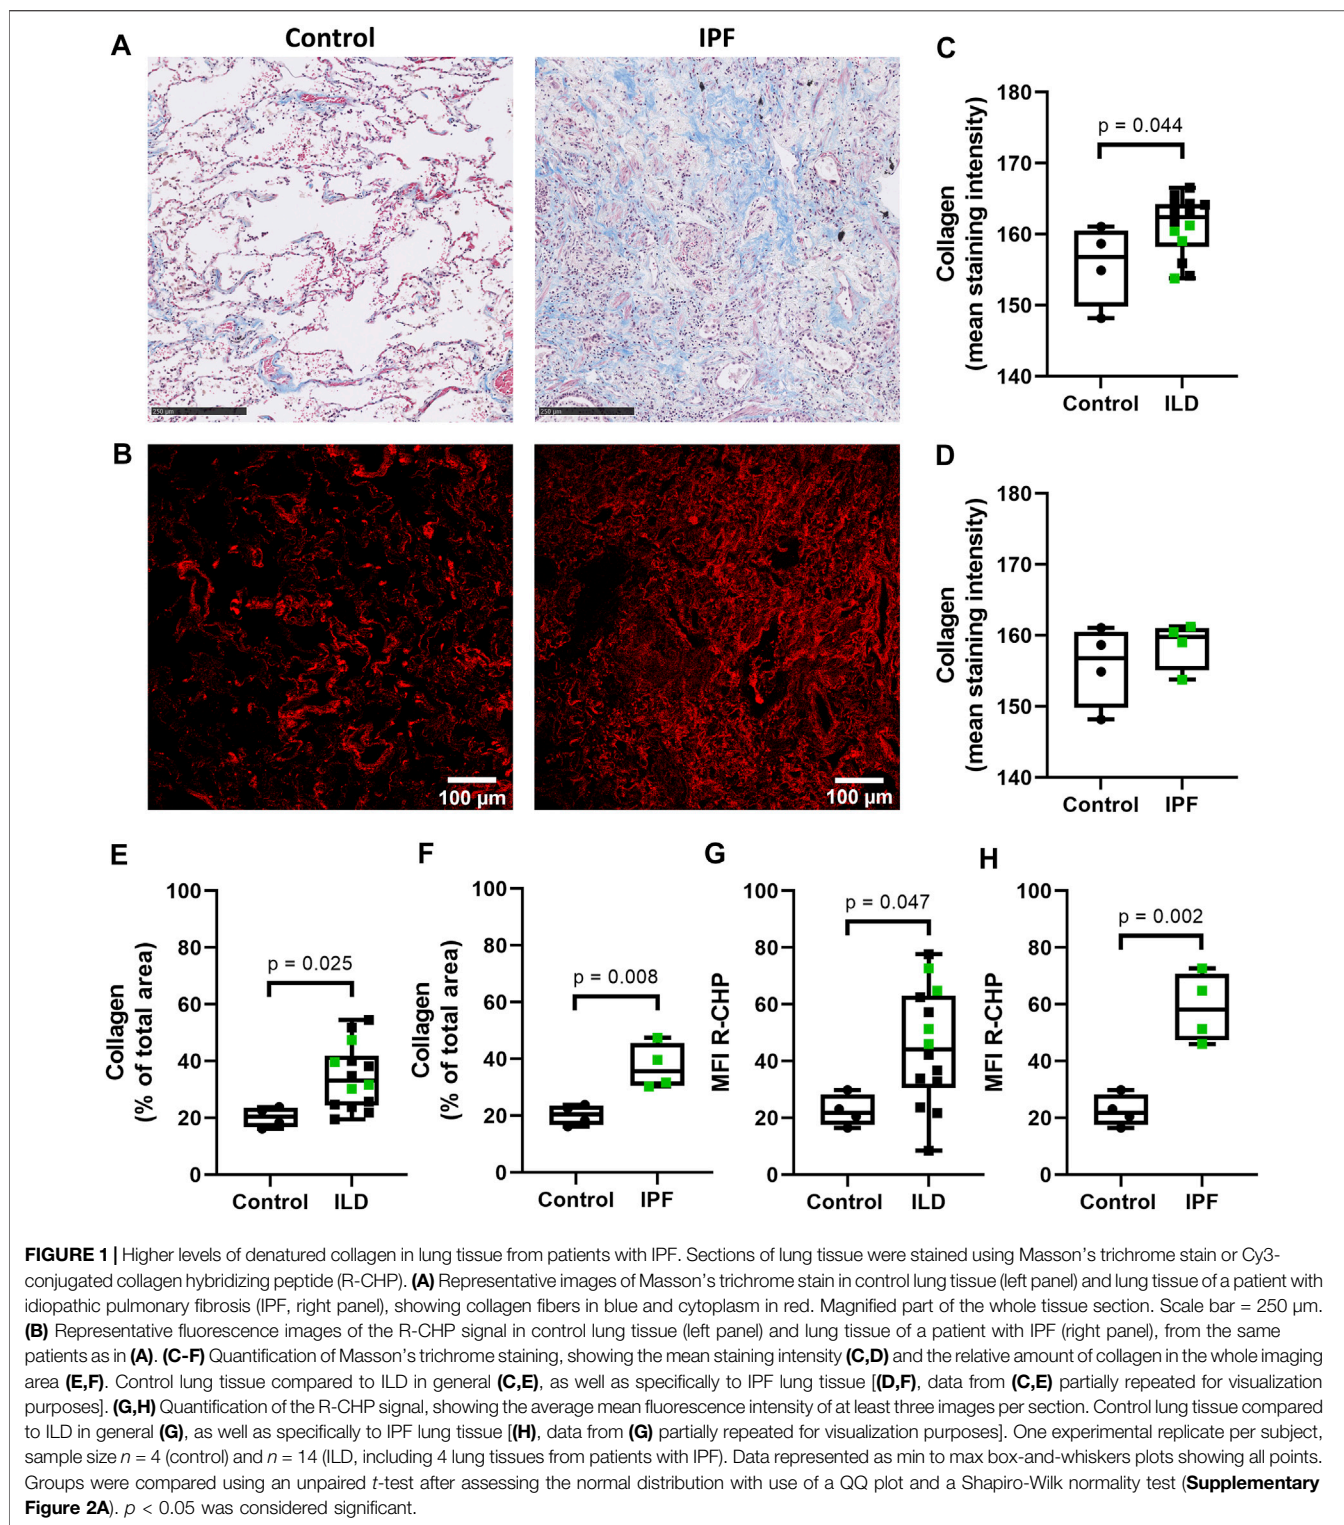 A
Control
IPF
250 µm
250 µm
B
100 µm
100 µm
C
Collagen
(mean staining intensity)
180
170
160
150
140
p = 0.044
Control
ILD
D
Collagen
(mean staining intensity)
180
170
160
150
140
Control
IPF
E
Collagen
(% of total area)
100
80
60
40
20
0
p = 0.025
Control
ILD
F
Collagen
(% of total area)
100
80
60
40
20
0
p = 0.008
Control
IPF
G
MFI R-CHP
100
80
60
40
20
0
p = 0.047
Control
ILD
H
MFI R-CHP
100
80
60
40
20
0
p = 0.002
Control
IPF
FIGURE 1 | Higher levels of denatured collagen in lung tissue from patients with IPF. Sections of lung tissue were stained using Masson's trichrome stain or Cy3-
conjugated collagen hybridizing peptide (R-CHP). (A) Representative images of Masson's trichrome stain in control lung tissue (left panel) and lung tissue of a patient with
idiopathic pulmonary fibrosis (IPF, right panel), showing collagen fibers in blue and cytoplasm in red. Magnified part of the whole tissue section. Scale bar = 250 µm.
(B) Representative fluorescence images of the R-CHP signal in control lung tissue (left panel) and lung tissue of a patient with IPF (right panel), from the same
patients as in (A). (C-F) Quantification of Masson's trichrome staining, showing the mean staining intensity (C,D) and the relative amount of collagen in the whole imaging
area (E,F). Control lung tissue compared to ILD in general (C,E), as well as specifically to IPF lung tissue [(D,F), data from (C,E) partially repeated for visualization
purposes]. (G,H) Quantification of the R-CHP signal, showing the average mean fluorescence intensity of at least three images per section. Control lung tissue compared
to ILD in general (G), as well as specifically to IPF lung tissue [(H), data from (G) partially repeated for visualization purposes]. One experimental replicate per subject,
sample size n = 4 (control) and n = 14 (ILD, including 4 lung tissues from patients with IPF). Data represented as min to max box-and-whiskers plots showing all points.
Groups were compared using an unpaired t-test after assessing the normal distribution with use of a QQ plot and a Shapiro-Wilk normality test (Supplementary
Figure 2A). p < 0.05 was considered significant.